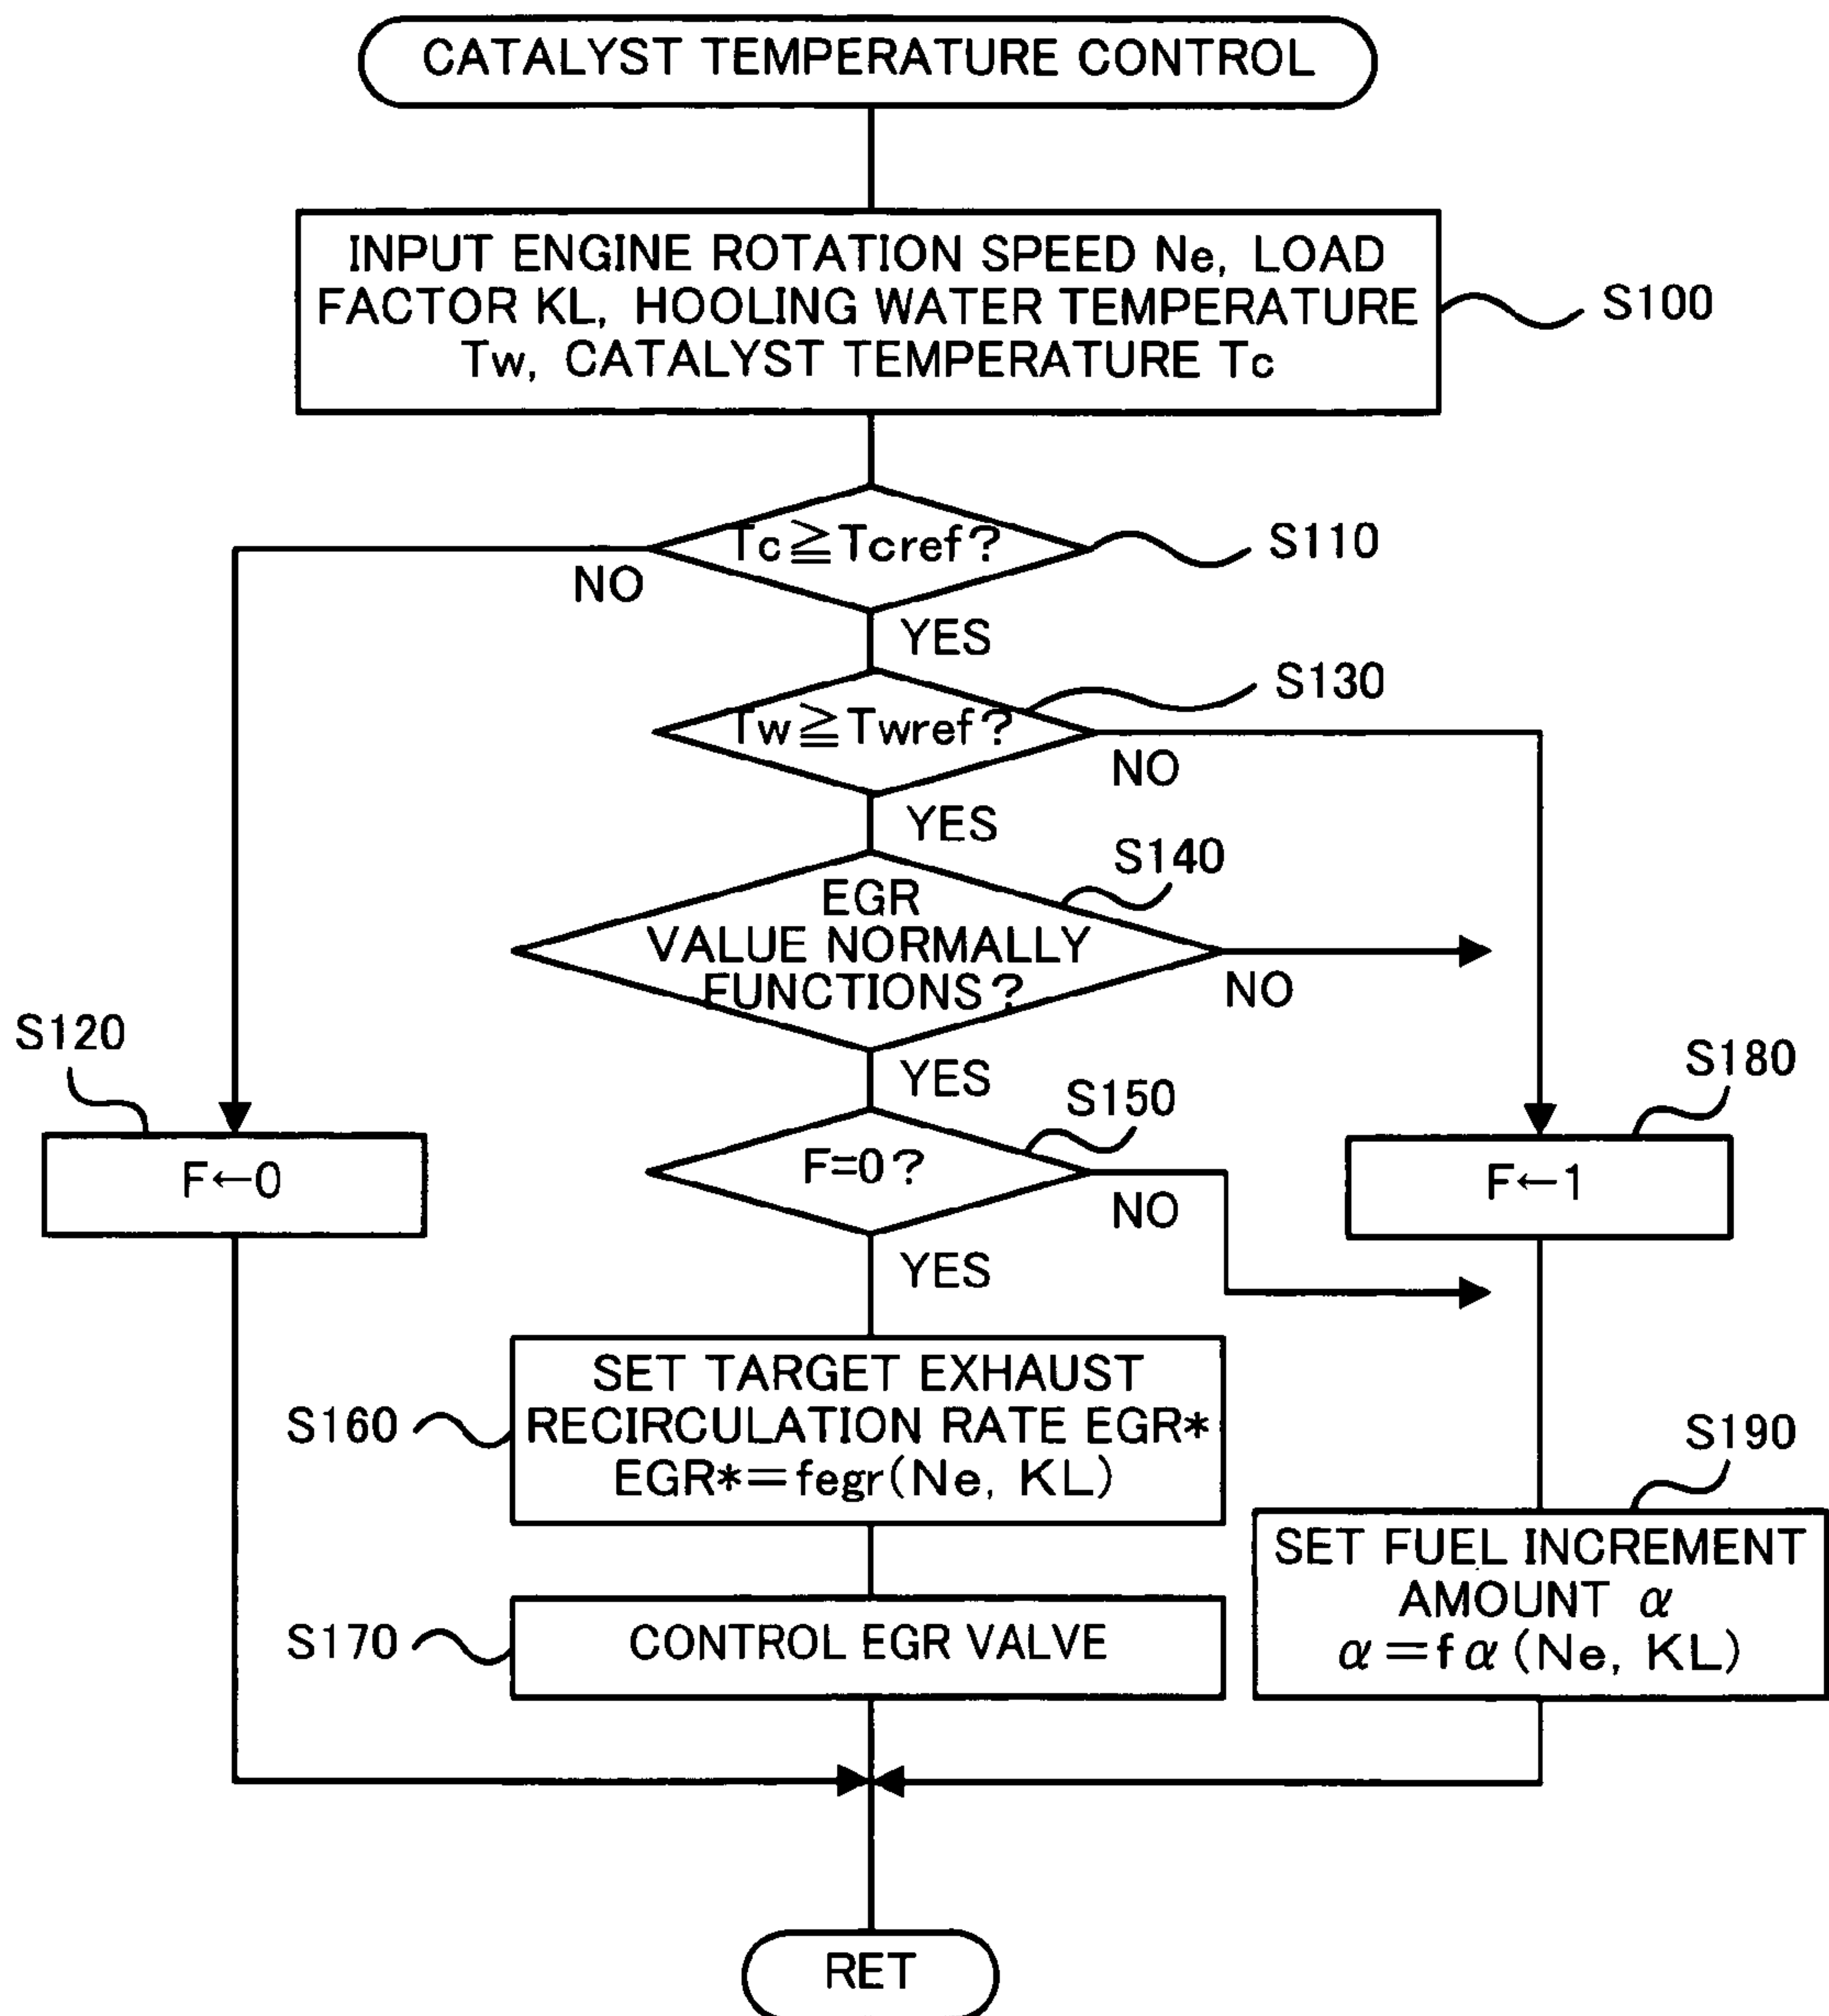 CATALYST TEMPERATURE CONTROL
INPUT ENGINE ROTATION SPEED Ne, LOAD
FACTOR KL, HOOLING WATER TEMPERATURE
Tw, CATALYST TEMPERATURE Tc
S100
Tc≧Tcref?
S110
NO
YES
Tw≧Twref?
S130
NO
YES
S140
EGR
VALUE NORMALLY
FUNCTIONS?
NO
YES
S120
F←0
S150
F=0?
NO
YES
S180
F←1
S160
SET TARGET EXHAUST
RECIRCULATION RATE EGR*
EGR*=fegr(Ne, KL)
S190
SET FUEL INCREMENT
AMOUNT α
α=fα(Ne, KL)
S170
CONTROL EGR VALVE
RET